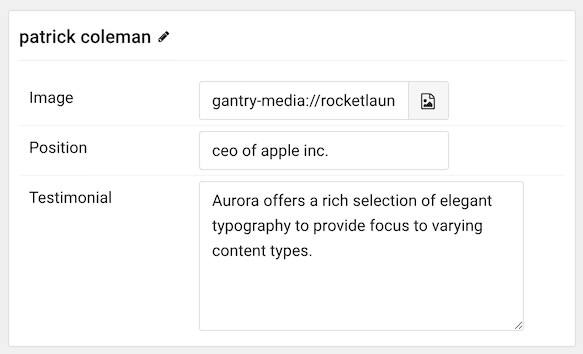 patrick coleman
Image
gantry-media://rocketlaun
Position
ceo of apple inc.
Testimonial
Aurora offers a rich selection of elegant
typography to provide focus to varying
content types.